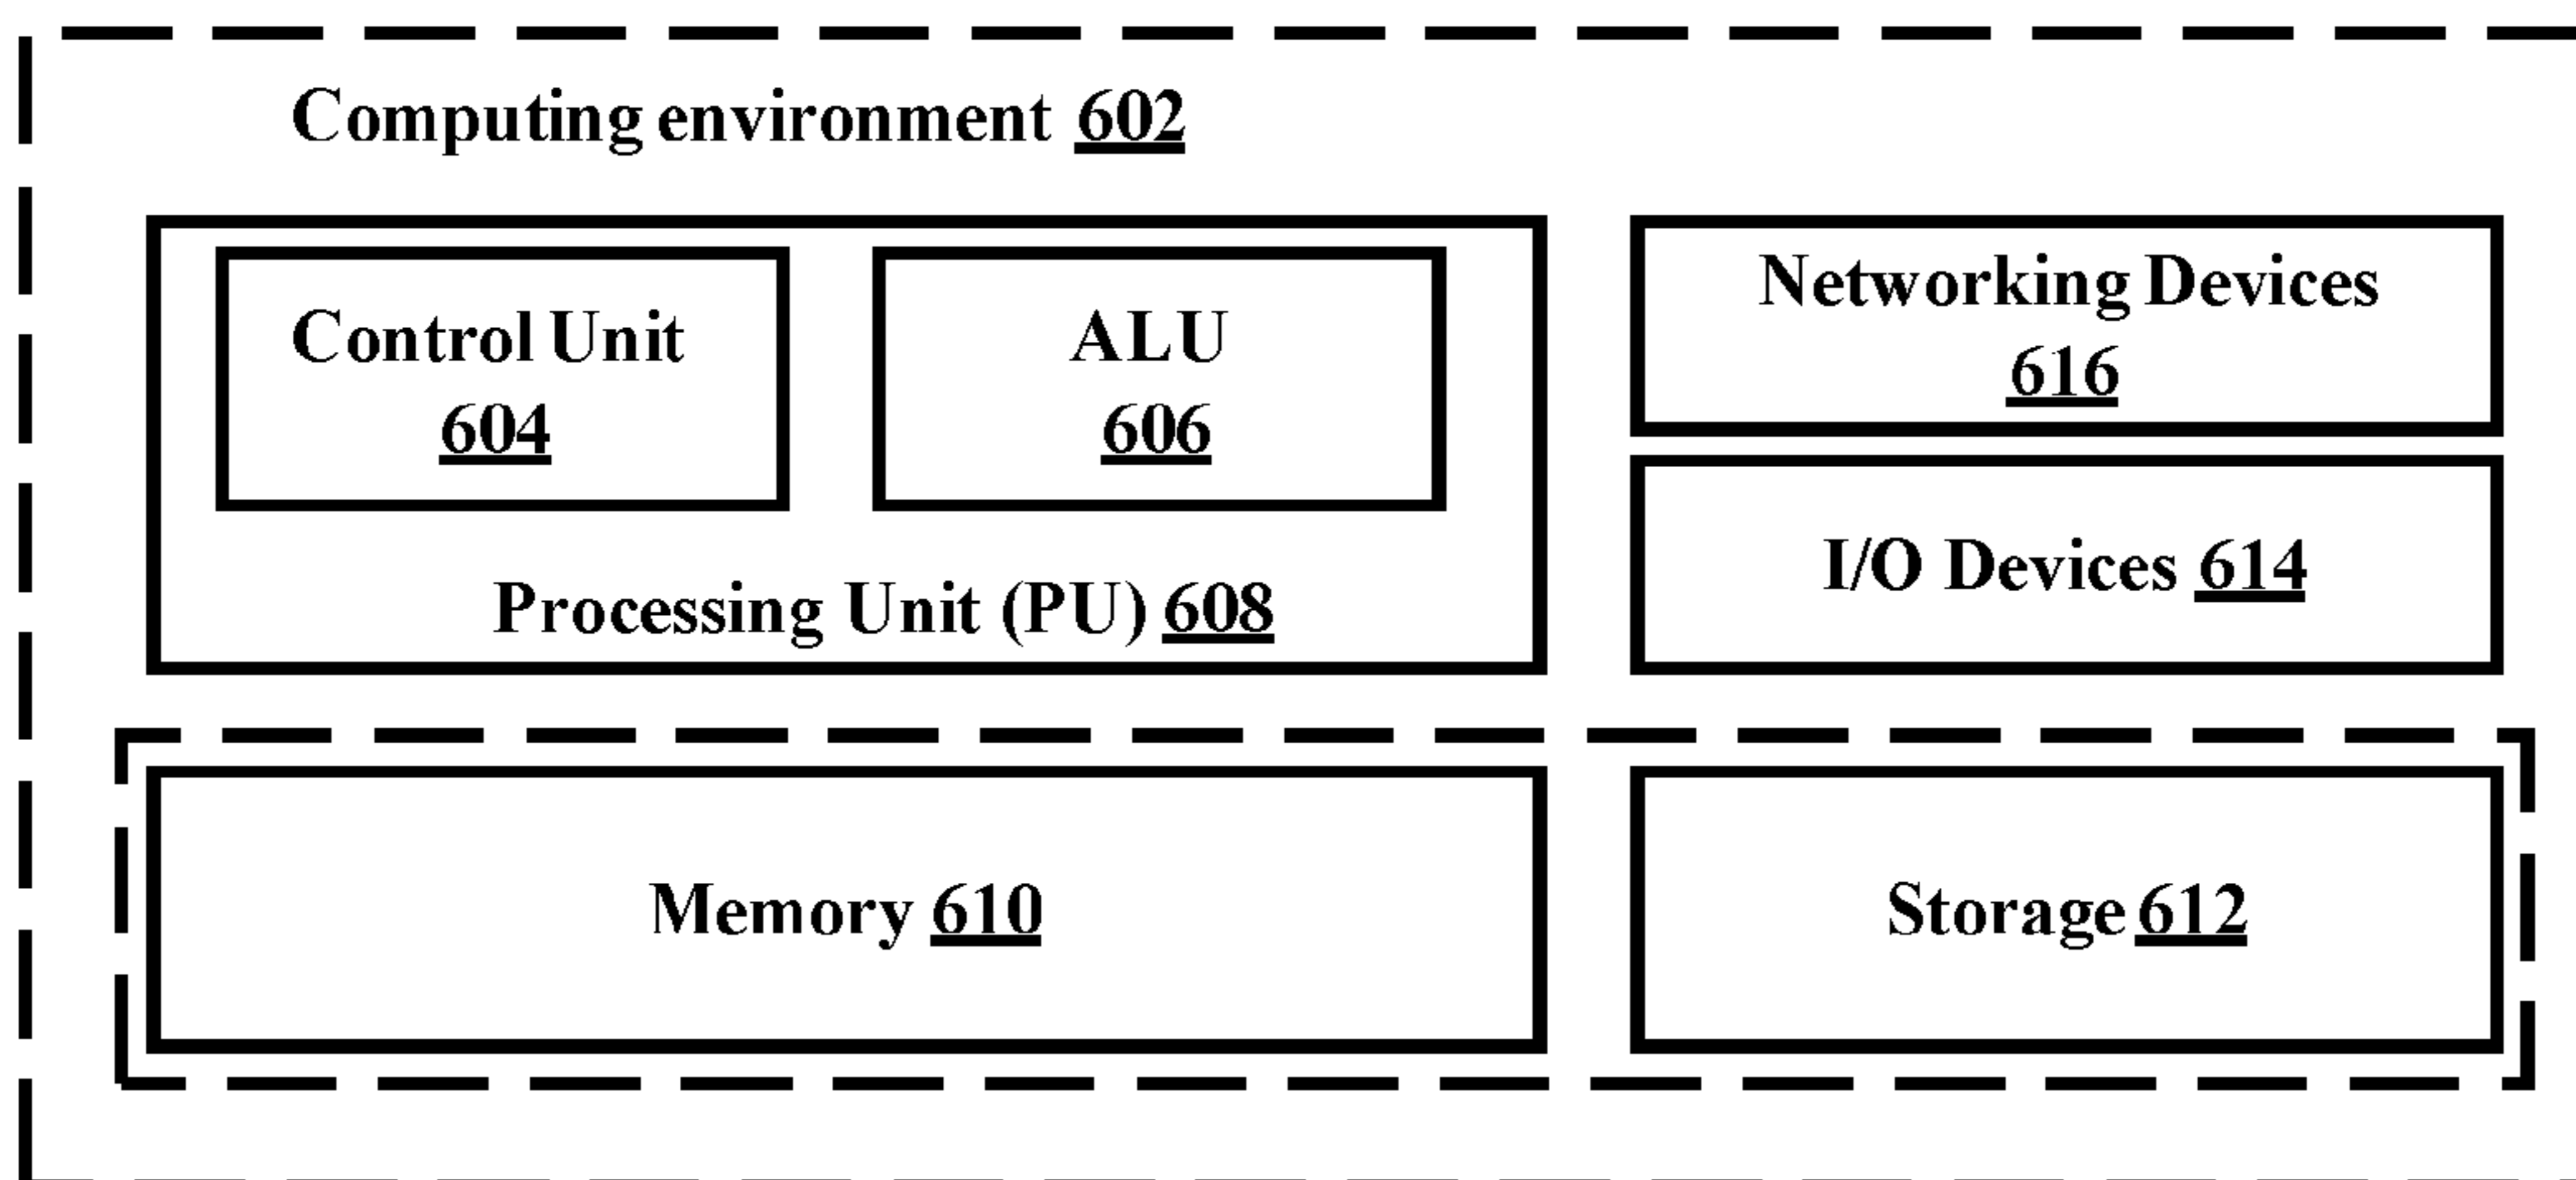 Computing environment 602
Control Unit
604
ALU
606
Processing Unit (PU) 608
Networking Devices
616
I/O Devices 614
Memory 610
Storage 612